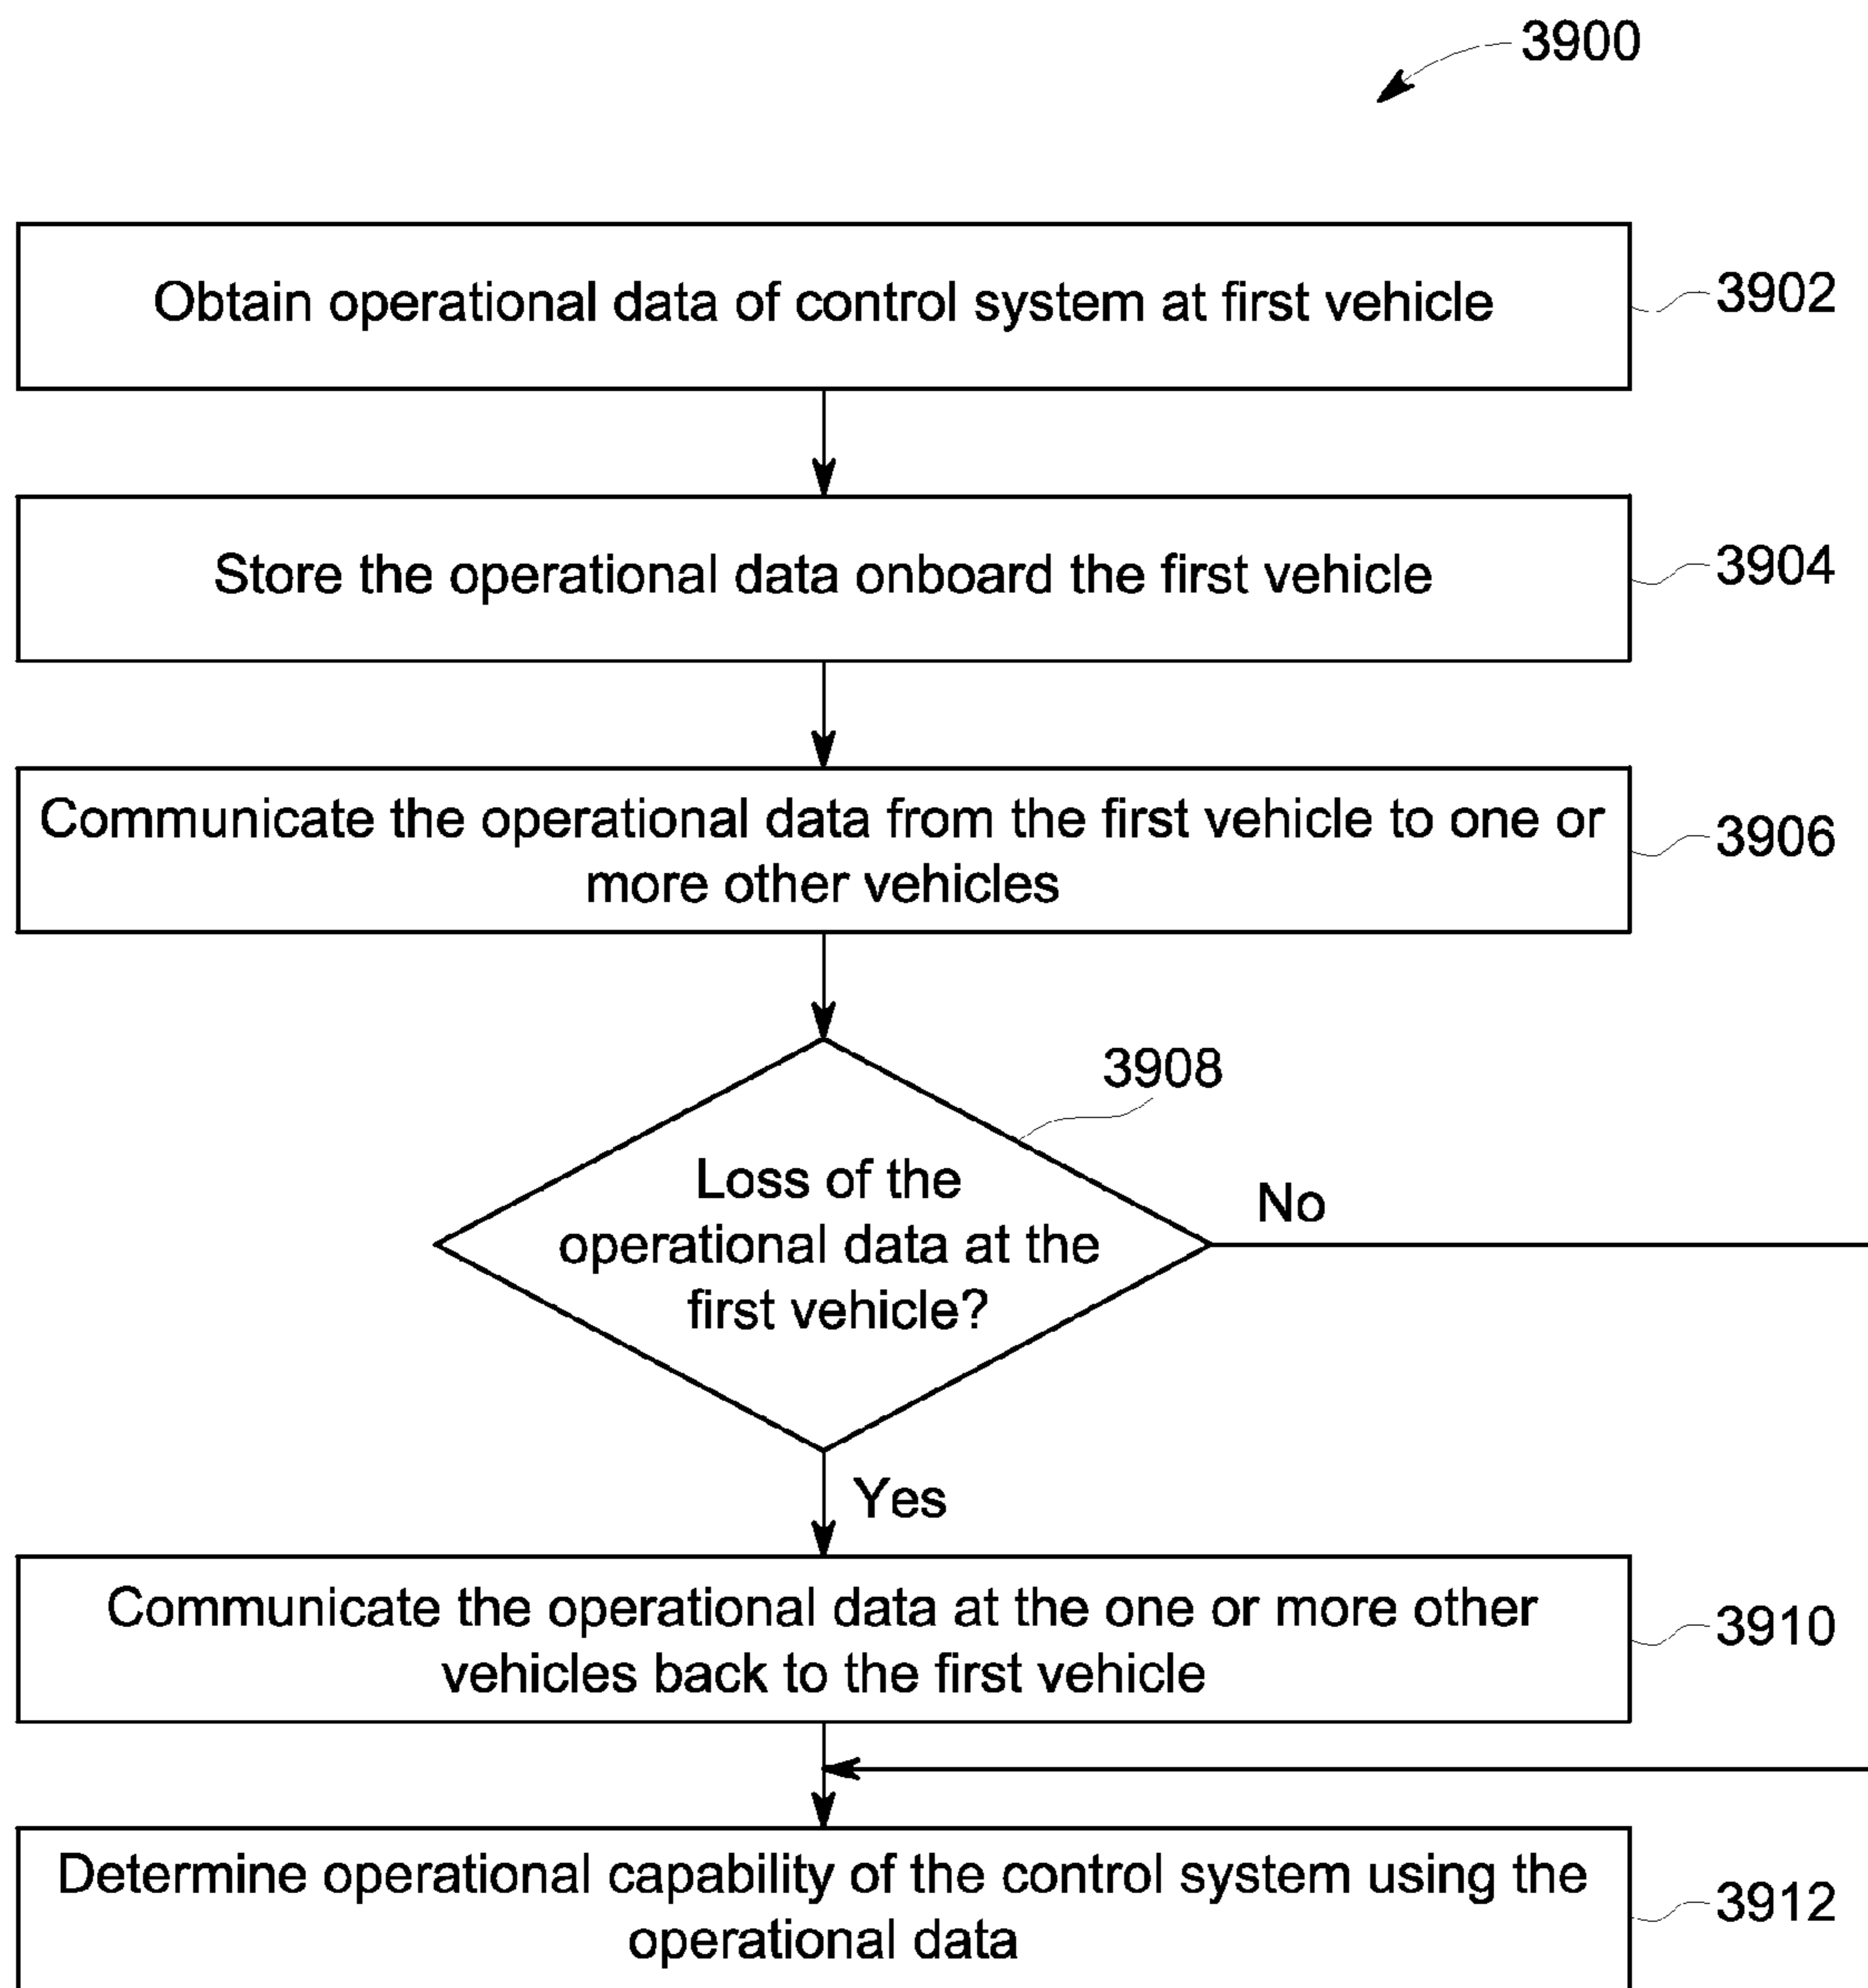 3900
Obtain operational data of control system at first vehicle
3902
Store the operational data onboard the first vehicle
3904
Communicate the operational data from the first vehicle to one or
more other vehicles
3906
3908
Loss of the
operational data at the
first vehicle?
No
Yes
Communicate the operational data at the one or more other
vehicles back to the first vehicle
3910
Determine operational capability of the control system using the
operational data
3912